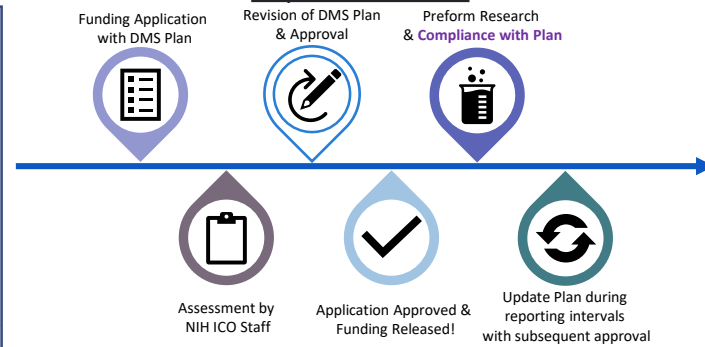 Funding Application
with DMS Plan
Revision of DMS Plan
& Approval
Preform Research
& Compliance with Plan
Assessment by
NIH ICO Staff
Application Approved &
Funding Released!
Update Plan during
reporting intervals
with subsequent approval